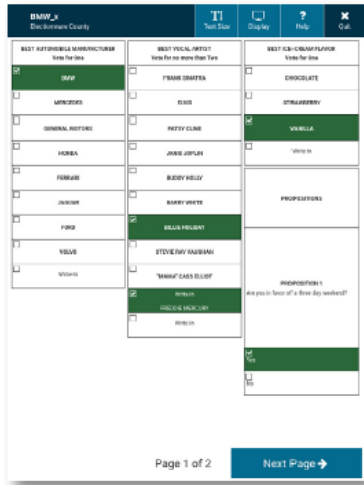 BMW_x
Electionware County
Text Size
Display
Help
Quit
BEST AUTOMOBILE MANUFACTURER
Vote for One
BMW
MERCEDES
GENERAL MOTORS
HONDA
FERRARI
JAGUAR
FORD
VOLVO
Write-in
BEST VOCAL ARTIST
Vote for no more than Two
FRANK SINATRA
ELVIS
PATSY CLINE
JANIS JOPLIN
BUDDY HOLLY
BARRY WHITE
BILLIE HOLIDAY
STEVIE RAY VAUGHAN
"MAMA" CASS ELLIOT
Write-in
FREDDIE MERCURY
Write-in
BEST ICE-CREAM FLAVOR
Vote for One
CHOCOLATE
STRAWBERRY
VANILLA
Write-in
PROPOSITIONS
PROPOSITION 1
Are you in favor of a three day weekend?
Yes
No
Page 1 of 2
Next Page →